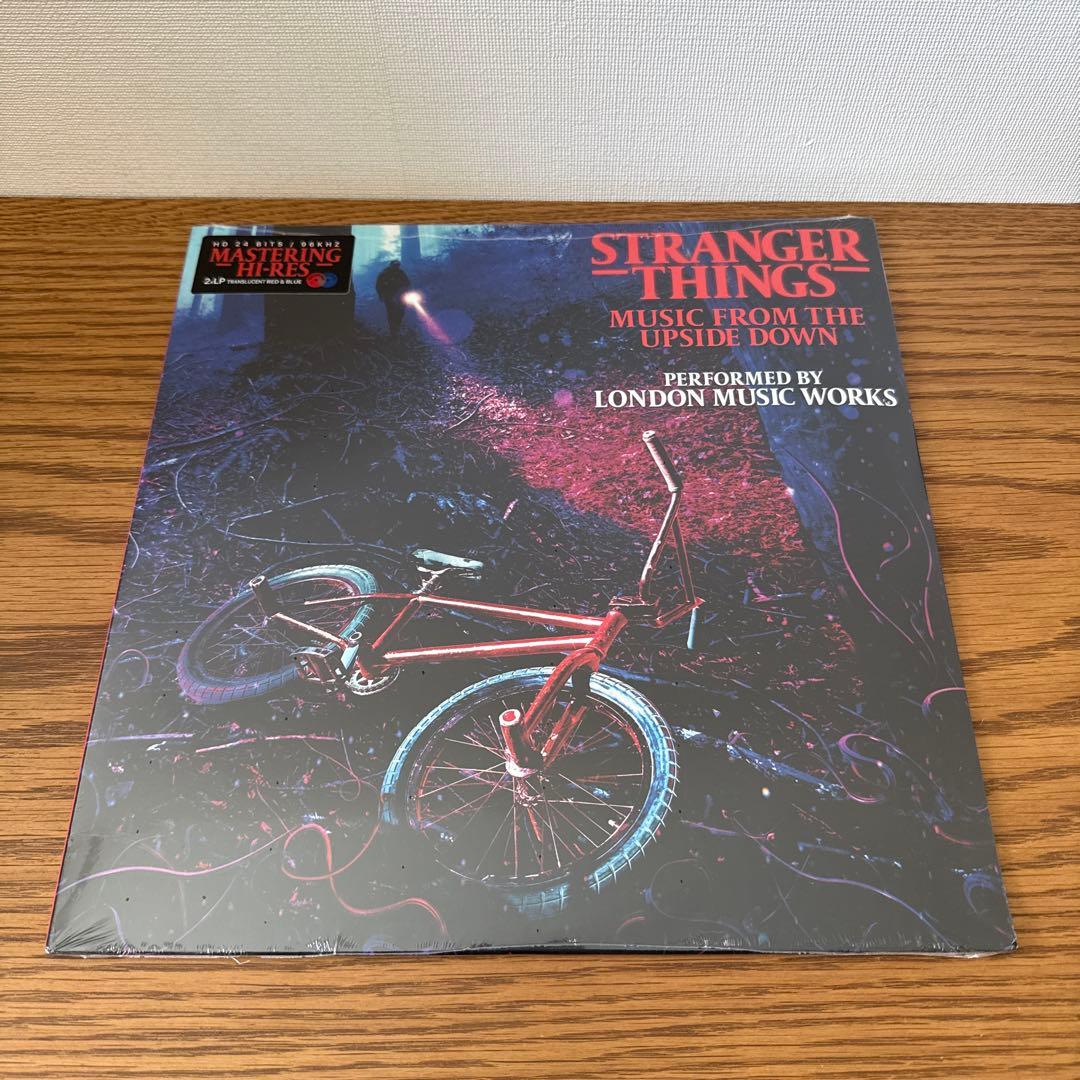 HD 24 BITS / 96KHZ
MASTERING
HI-RES
2xLP TRANSLUCENT RED & BLUE
STRANGER
THINGS
MUSIC FROM THE
UPSIDE DOWN
PERFORMED BY
LONDON MUSIC WORKS